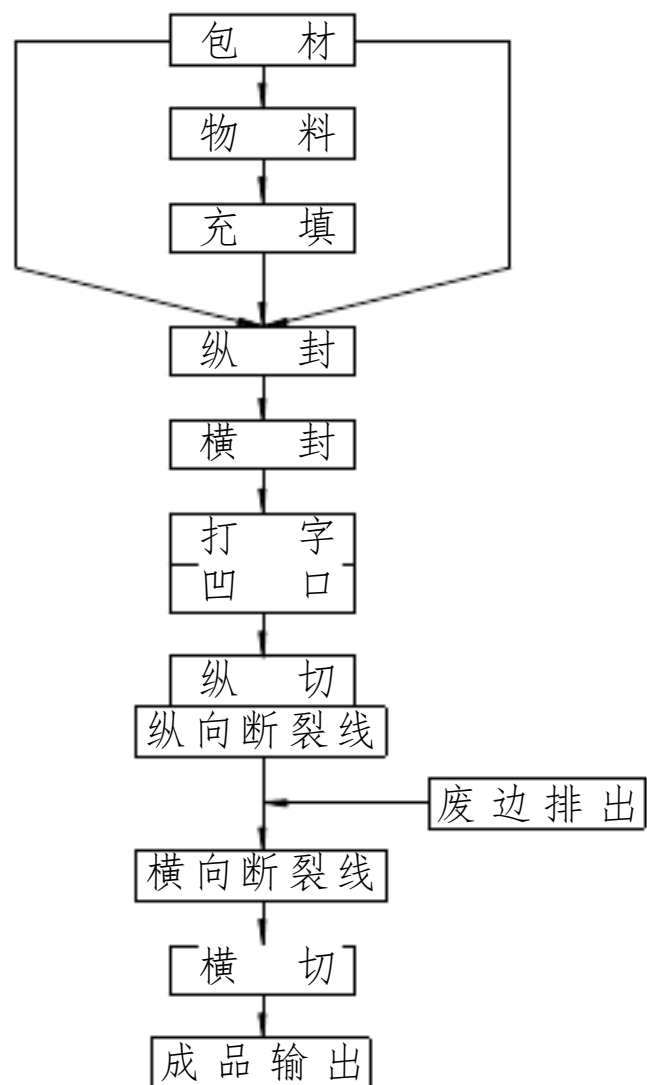 包 材
物 料
充 填
纵 封
横 封
打 字
凹 口
纵 切
纵向断裂线
废边排出
横向断裂线
横 切
成品输出